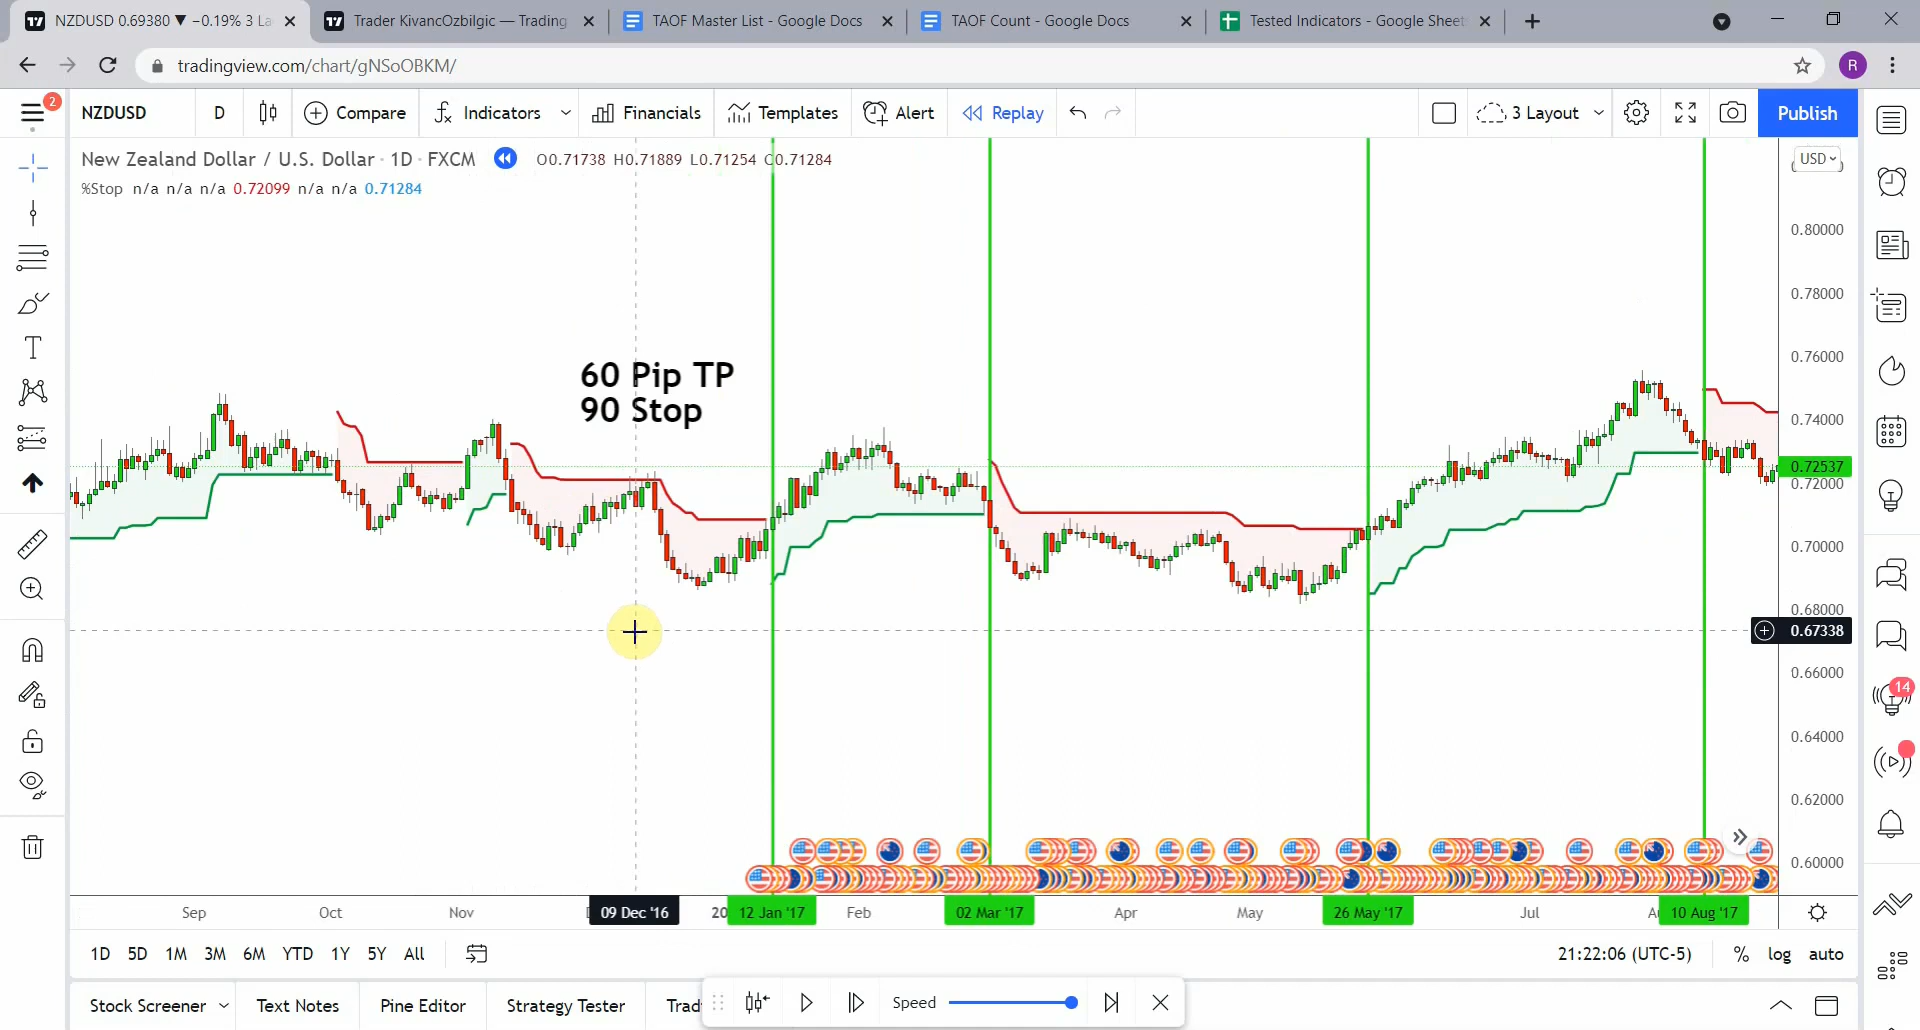 NZDUSD 0.69380 ▼ −0.19% 3 La
Trader KivancOzbilgic — Trading
TAOF Master List - Google Docs
TAOF Count - Google Docs
Tested Indicators - Google Sheet
tradingview.com/chart/gNSoOBKM/
R
2
NZDUSD
D
Compare
Indicators
Financials
Templates
Alert
Replay
3 Layout
Publish
New Zealand Dollar / U.S. Dollar · 1D · FXCM
O0.71738 H0.71889 L0.71254 C0.71284
USD
%Stop n/a n/a n/a 0.72099 n/a n/a 0.71284
0.80000
0.78000
0.76000
60 Pip TP
90 Stop
0.74000
0.72537
0.72000
0.70000
0.68000
0.67338
0.66000
14
0.64000
0.62000
0.60000
Sep
Oct
Nov
09 Dec '16
20
12 Jan '17
Feb
02 Mar '17
Apr
May
26 May '17
Jul
10 Aug '17
1D 5D 1M 3M 6M YTD 1Y 5Y All
21:22:06 (UTC-5)
% log auto
Stock Screener
Text Notes
Pine Editor
Strategy Tester
Trad
Speed